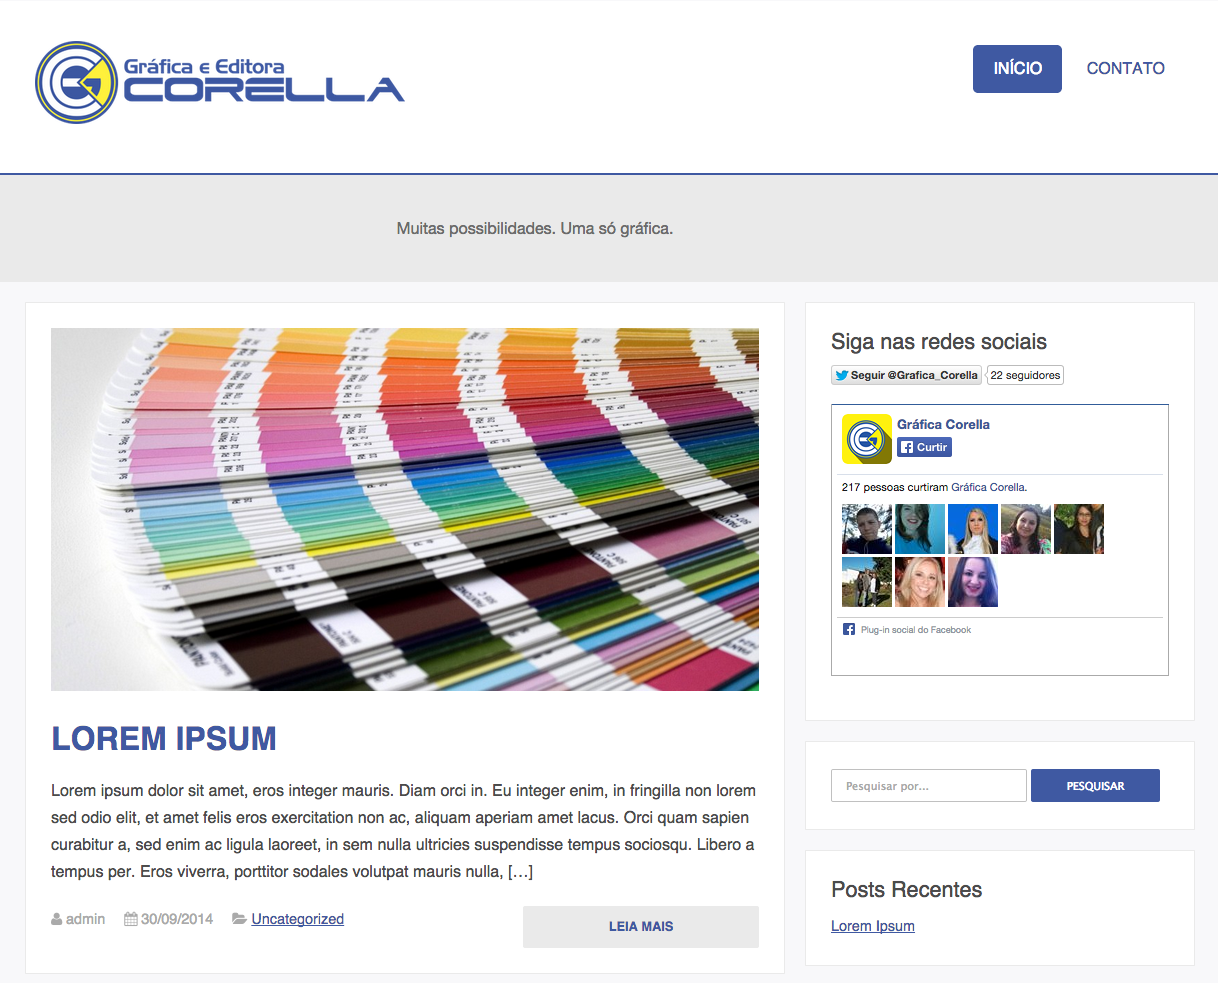 Gráfica e Editora
CORELLA
INÍCIO
CONTATO
Muitas possibilidades. Uma só gráfica.
LOREM IPSUM
Lorem ipsum dolor sit amet, eros integer mauris. Diam orci in. Eu integer enim, in fringilla non lorem
sed odio elit, et amet felis eros exercitation non ac, aliquam aperiam amet lacus. Orci quam sapien
curabitur a, sed enim ac ligula laoreet, in sem nulla ultricies suspendisse tempus sociosqu. Libero a
tempus per. Eros viverra, porttitor sodales volutpat mauris nulla, […]
admin
30/09/2014
Uncategorized
LEIA MAIS
Siga nas redes sociais
Seguir @Grafica_Corella
22 seguidores
Gráfica Corella
Curtir
217 pessoas curtiram Gráfica Corella.
Plug-in social do Facebook
Pesquisar por...
PESQUISAR
Posts Recentes
Lorem Ipsum